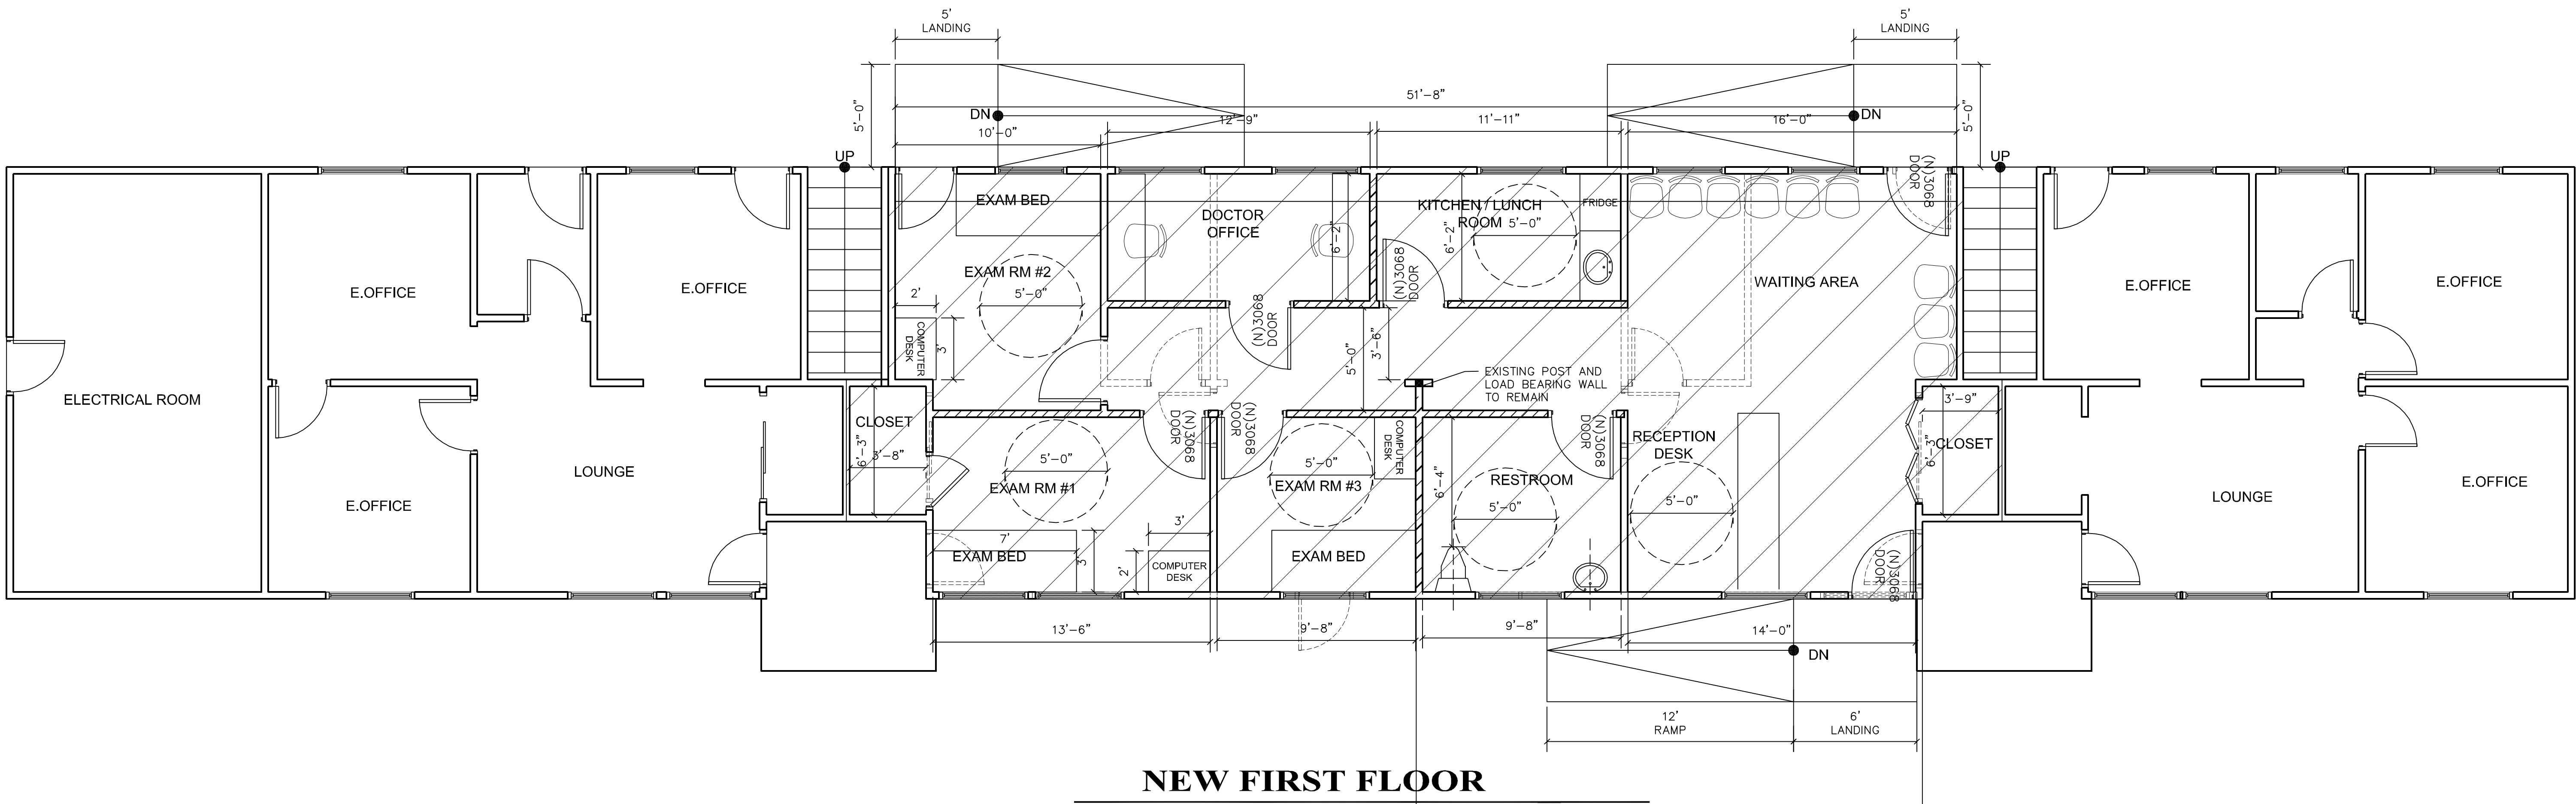 5'
LANDING
5'
LANDING
5'-0"
51'-8"
5'-0"
DN
10'-0"
12'-9"
11'-11"
16'-0"
DN
UP
UP
(N)3068
DOOR
EXAM BED
DOCTOR
OFFICE
6'-2"
KITCHEN / LUNCH
ROOM
5'-0"
6'-2"
FRIDGE
E.OFFICE
E.OFFICE
EXAM RM #2
5'-0"
2'
COMPUTER
DESK
3'
(N)3068
DOOR
(N)3068
DOOR
WAITING AREA
E.OFFICE
E.OFFICE
5'-0"
3'-6"
EXISTING POST AND
LOAD BEARING WALL
TO REMAIN
ELECTRICAL ROOM
CLOSET
6'-3"
3'-8"
(N)3068
DOOR
(N)3068
DOOR
COMPUTER
DESK
(N)3068
DOOR
RECEPTION
DESK
3'-9"
6'-3"
CLOSET
LOUNGE
E.OFFICE
5'-0"
EXAM RM #1
5'-0"
EXAM RM #3
6'-4"
RESTROOM
5'-0"
5'-0"
LOUNGE
E.OFFICE
7'
EXAM BED
3'
3'
2'
COMPUTER
DESK
EXAM BED
(N)3068
DOOR
13'-6"
9'-8"
9'-8"
14'-0"
DN
12'
RAMP
6'
LANDING
NEW FIRST FLOOR